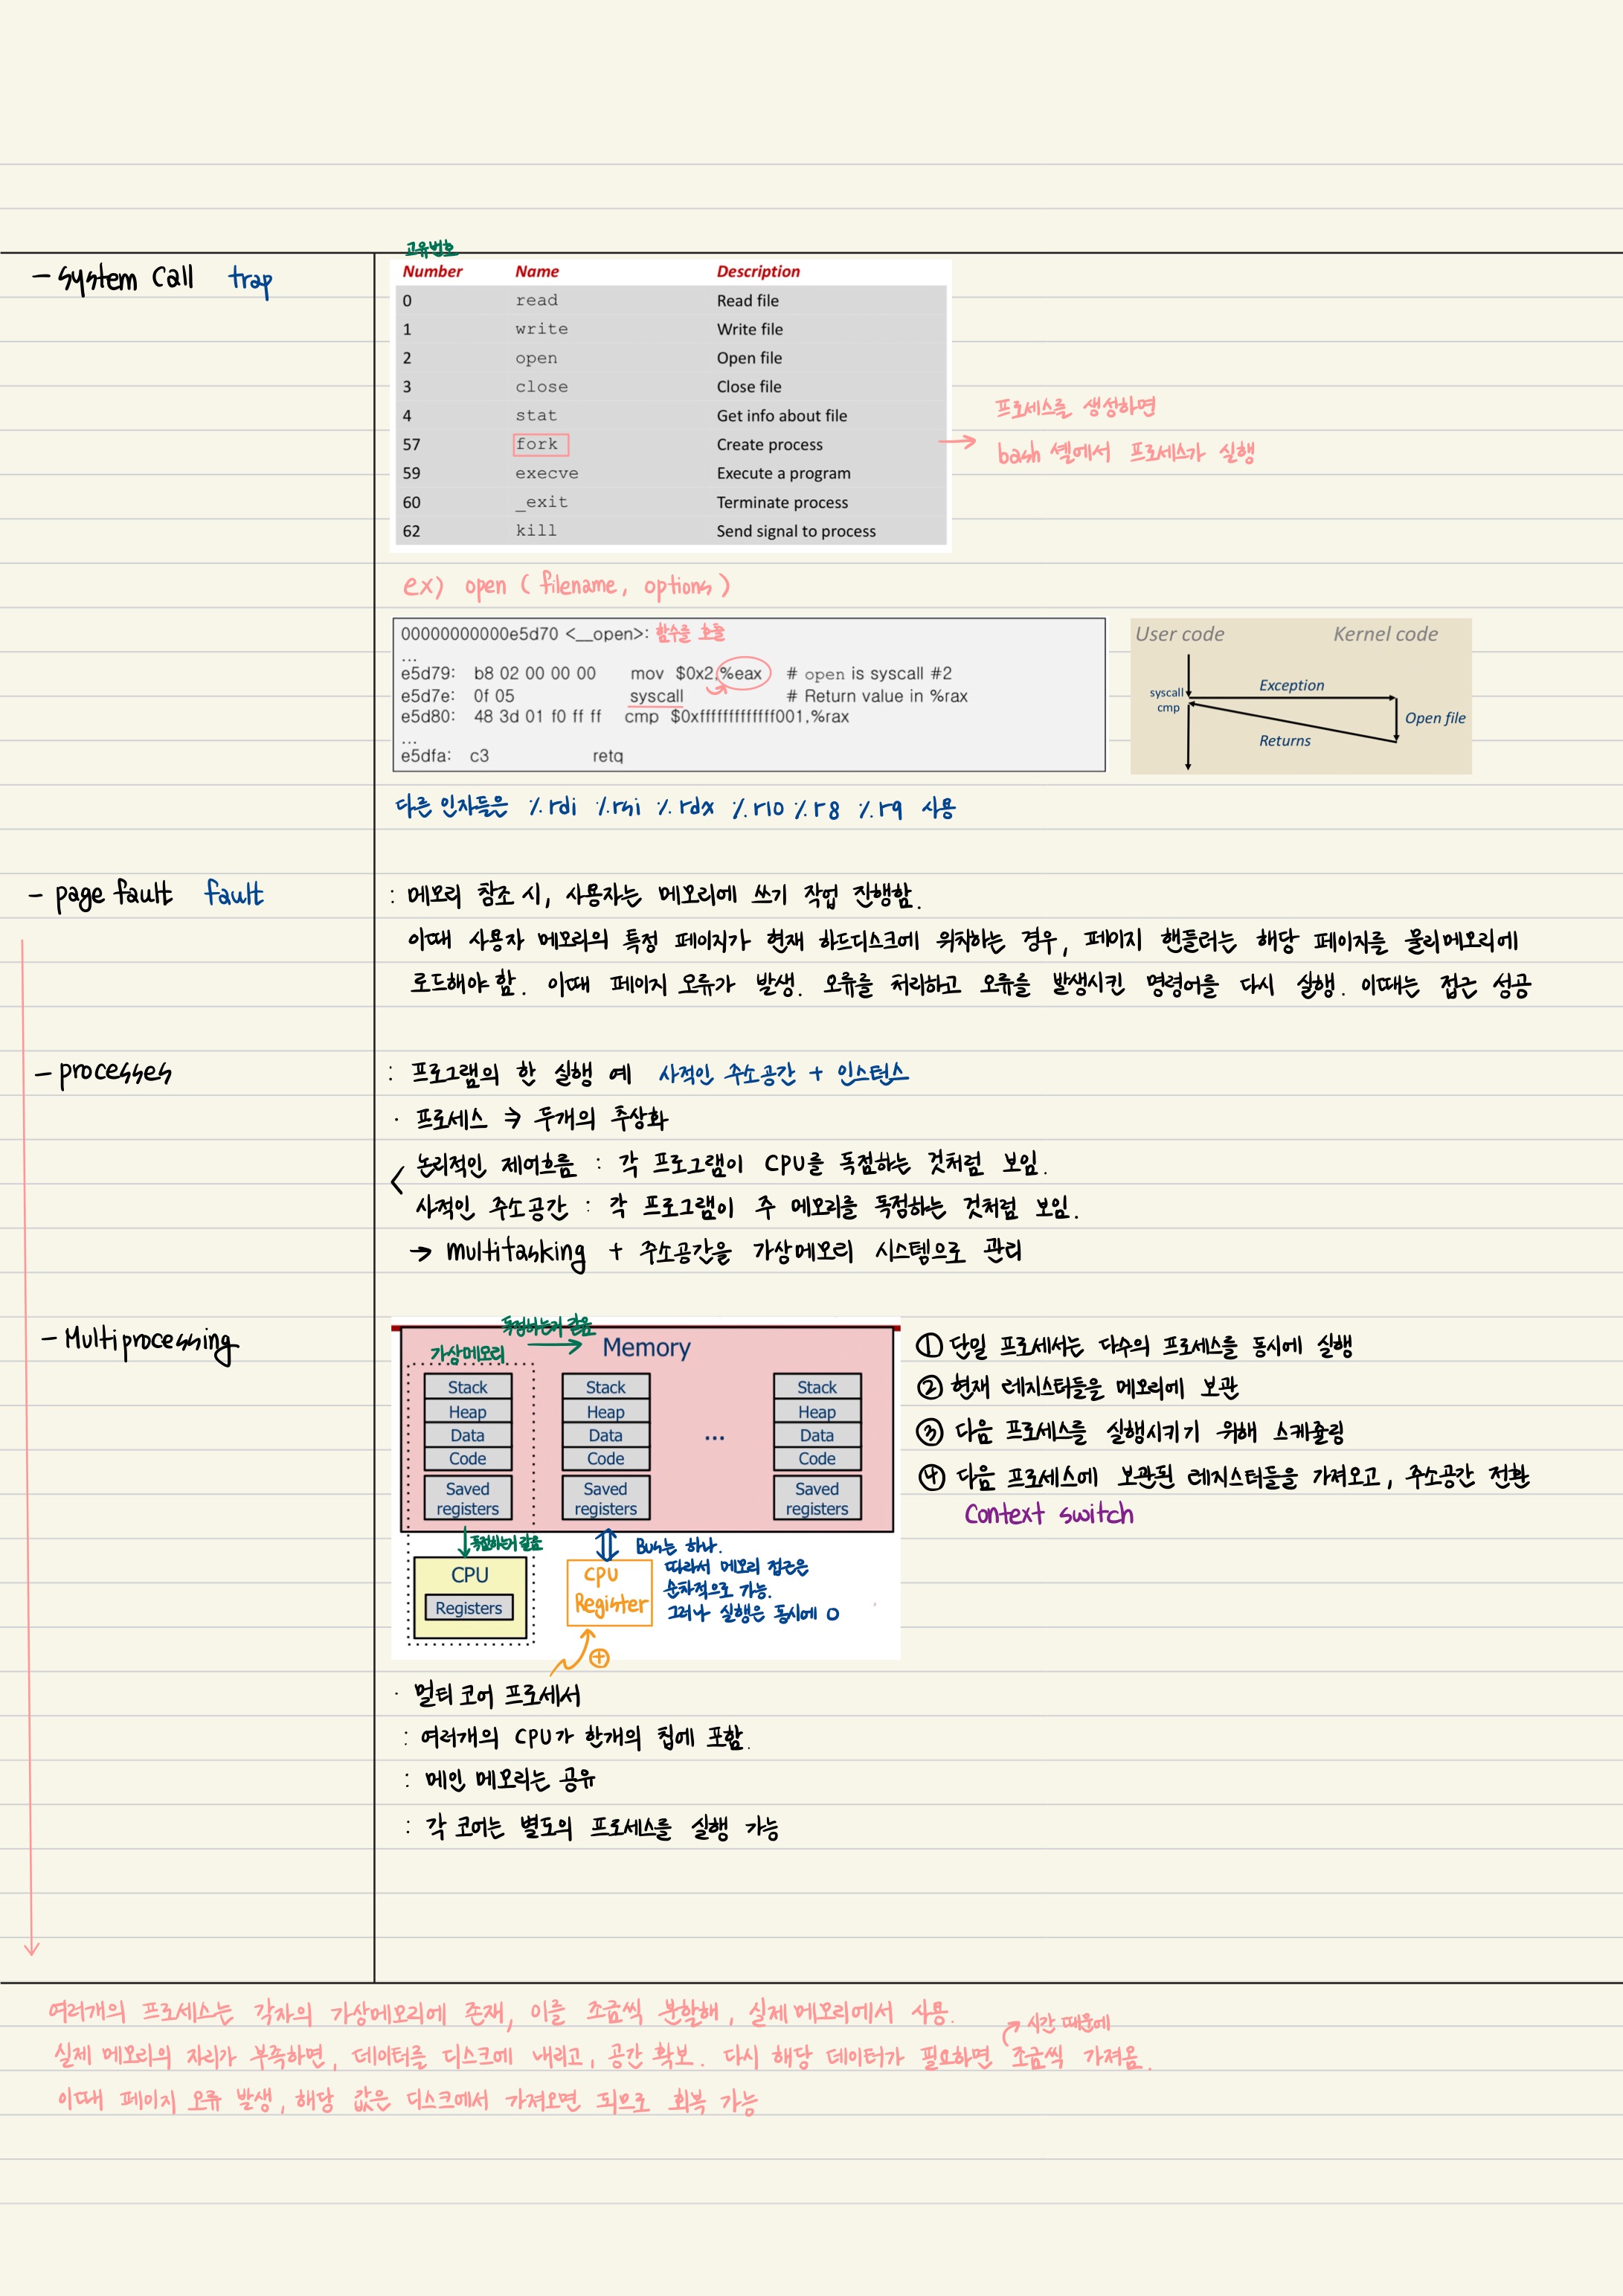 - system call trap
고유번호
Number Name Description
0 read Read file
1 write Write file
2 open Open file
3 close Close file
4 stat Get info about file
57 fork Create process
59 execve Execute a program
60 _exit Terminate process
62 kill Send signal to process
프로세스를 생성하면
bash 셸에서 프로세스가 실행
ex) open ( filename, options )
00000000000e5d70 <__open>: 함수를 호출
...
e5d79: b8 02 00 00 00 mov $0x2,%eax # open is syscall #2
e5d7e: 0f 05 syscall # Return value in %rax
e5d80: 48 3d 01 f0 ff ff cmp $0xfffffffffffff001,%rax
...
e5dfa: c3 retq
User code Kernel code
syscall
cmp
Exception
Open file
Returns
다른 인자들은 %rdi %rsi %rdx %r10 %r8 %r9 사용
- page fault fault
: 메모리 참조 시, 사용자는 메모리에 쓰기 작업 진행함.
이때 사용자 메모리의 특정 페이지가 현재 하드디스크에 위치하는 경우, 페이지 핸들러는 해당 페이지를 물리메모리에
로드해야 함. 이때 페이지 오류가 발생. 오류를 처리하고 오류을 발생시킨 명령어를 다시 실행. 이때는 접근 성공
- processes
: 프로그램의 한 실행 예 사적인 주소공간 + 인스턴스
· 프로세스 ⇒ 두개의 추상화
< 논리적인 제어흐름 : 각 프로그램이 CPU를 독점하는 것처럼 보임.
사적인 주소공간 : 각 프로그램이 주 메모리를 독점하는 것처럼 보임.
→ multitasking + 주소공간을 가상메모리 시스템으로 관리
- Multiprocessing
독점하는거 같음
가상메모리 → Memory
Stack Stack Stack
Heap Heap Heap
Data Data ... Data
Code Code Code
Saved registers Saved registers Saved registers
독점하는거 같음
CPU
Registers
CPU
Register
Bus는 하나.
따라서 메모리 접근은
순차적으로 가능.
그러나 실행은 동시에 O
⊕
① 단일 프로세서는 다수의 프로세스를 동시에 실행
② 현재 레지스터들을 메모리에 보관
③ 다음 프로세스를 실행시키기 위해 스케쥴링
④ 다음 프로세스에 보관된 레지스터들을 가져오고, 주소공간 전환
Context switch
· 멀티 코어 프로세서
: 여러개의 CPU가 한개의 칩에 포함.
: 메인 메모리는 공유
: 각 코어는 별도의 프로세스를 실행 가능
여러개의 프로세스는 각자의 가상메모리에 존재, 이를 조금씩 분할해, 실제 메모리에서 사용.
시간 때문에
실제 메모리의 자리가 부족하면, 데이터를 디스크에 내리고, 공간 확보. 다시 해당 데이터가 필요하면 조금씩 가져옴.
이때 페이지 오류 발생, 해당 값은 디스크에서 가져오면 되므로 회복 가능